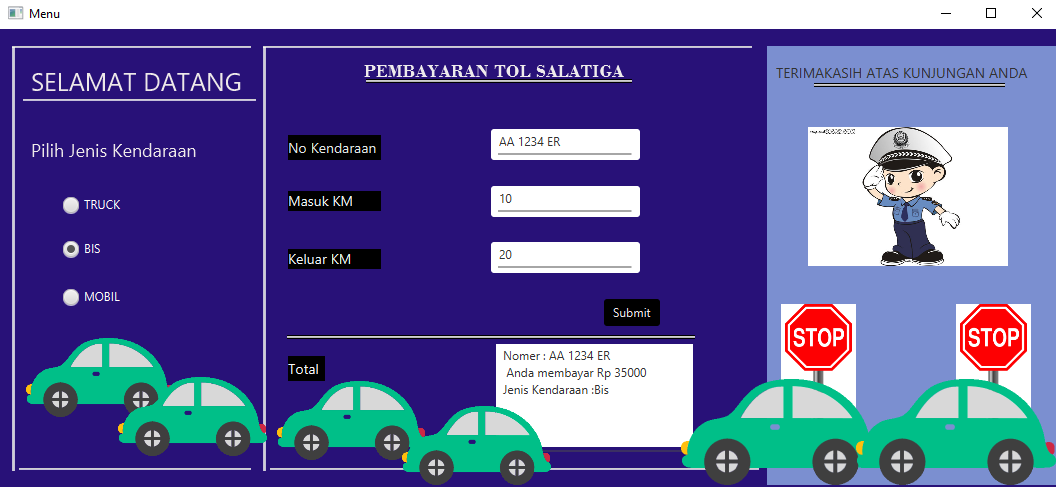 Menu
SELAMAT DATANG
Pilih Jenis Kendaraan
TRUCK
BIS
MOBIL
PEMBAYARAN TOL SALATIGA
No Kendaraan
AA 1234 ER
Masuk KM
10
Keluar KM
20
Submit
Total
Nomer : AA 1234 ER
Anda membayar Rp 35000
Jenis Kendaraan :Bis
TERIMAKASIH ATAS KUNJUNGAN ANDA
STOP
STOP